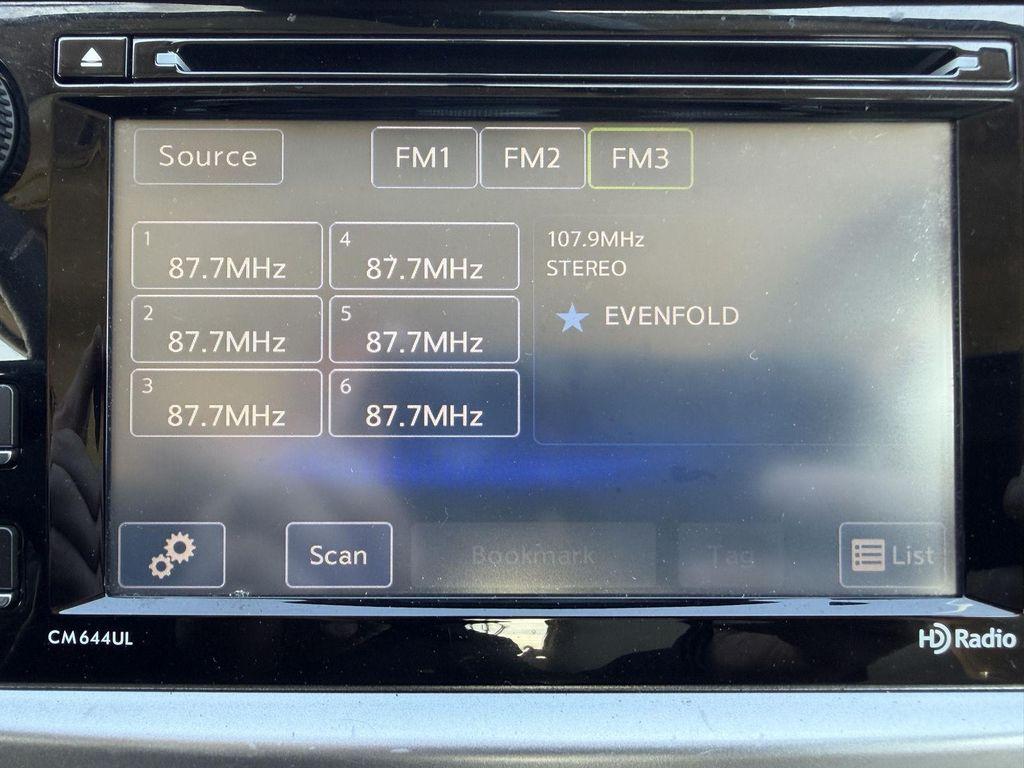 Source FM1 FM2 FM3
1 87.7MHz
4 87.7MHz
107.9MHz
STEREO
2 87.7MHz
5 87.7MHz
EVENFOLD
3 87.7MHz
6 87.7MHz
Scan Bookmark Tag List
CM644UL
HD Radio